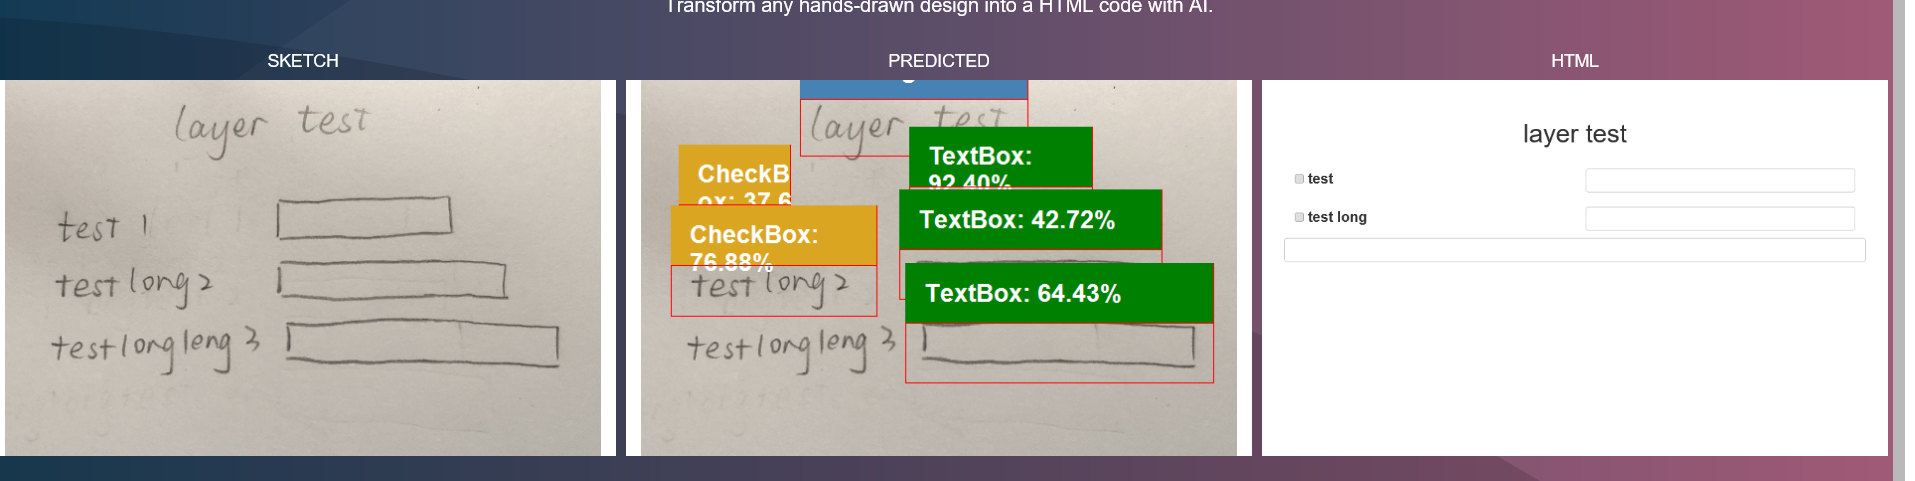 Transform any hands-drawn design into a HTML code with AI.
SKETCH
PREDICTED
HTML
layer test
test 1
test long 2
test long leng 3
layer test
CheckB
ox: 37.6
TextBox:
92.40%
CheckBox:
76.88%
TextBox: 42.72%
test long 2
TextBox: 64.43%
test long leng 3
layer test
test
test long